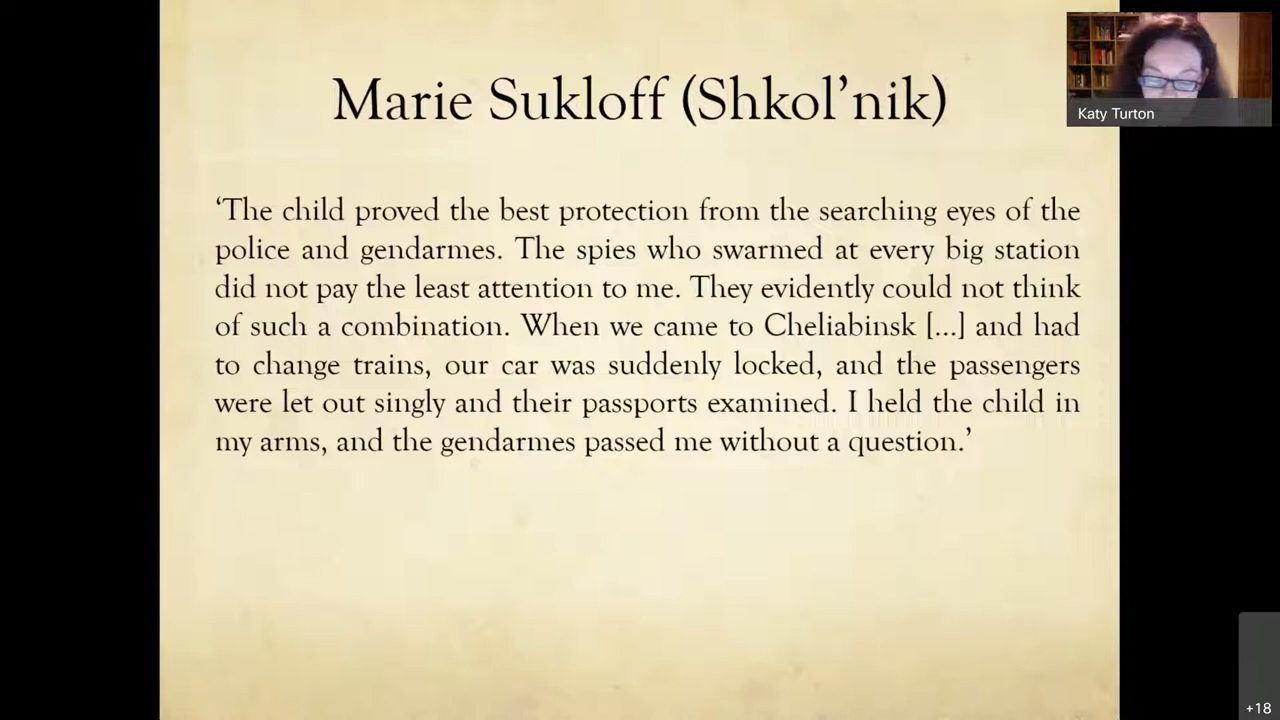 Marie Sukloff (Shkol’nik)
Katy Turton
‘The child proved the best protection from the searching eyes of the
police and gendarmes. The spies who swarmed at every big station
did not pay the least attention to me. They evidently could not think
of such a combination. When we came to Cheliabinsk [...] and had
to change trains, our car was suddenly locked, and the passengers
were let out singly and their passports examined. I held the child in
my arms, and the gendarmes passed me without a question.’
+18